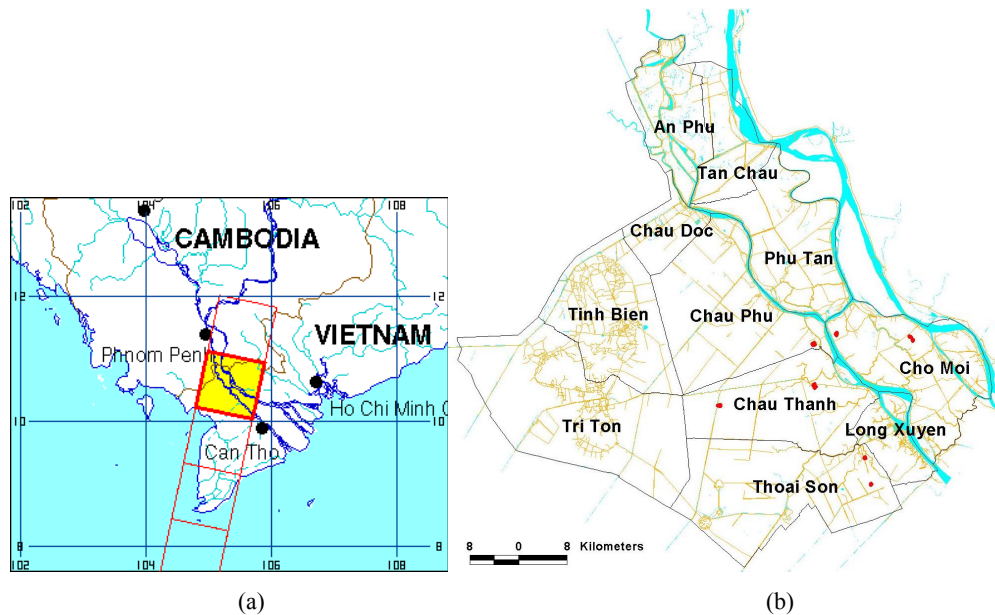 102
104
106
108
CAMBODIA
12
VIETNAM
Phnom Penh
Ho Chi Minh C
10
10
Can Tho
8
8
102
104
106
108
(a)
An Phu
Tan Chau
Chau Doc
Phu Tan
Tinh Bien
Chau Phu
Cho Moi
Chau Thanh
Tri Ton
Long Xuyen
Thoai Son
8 0 8 Kilometers
(b)